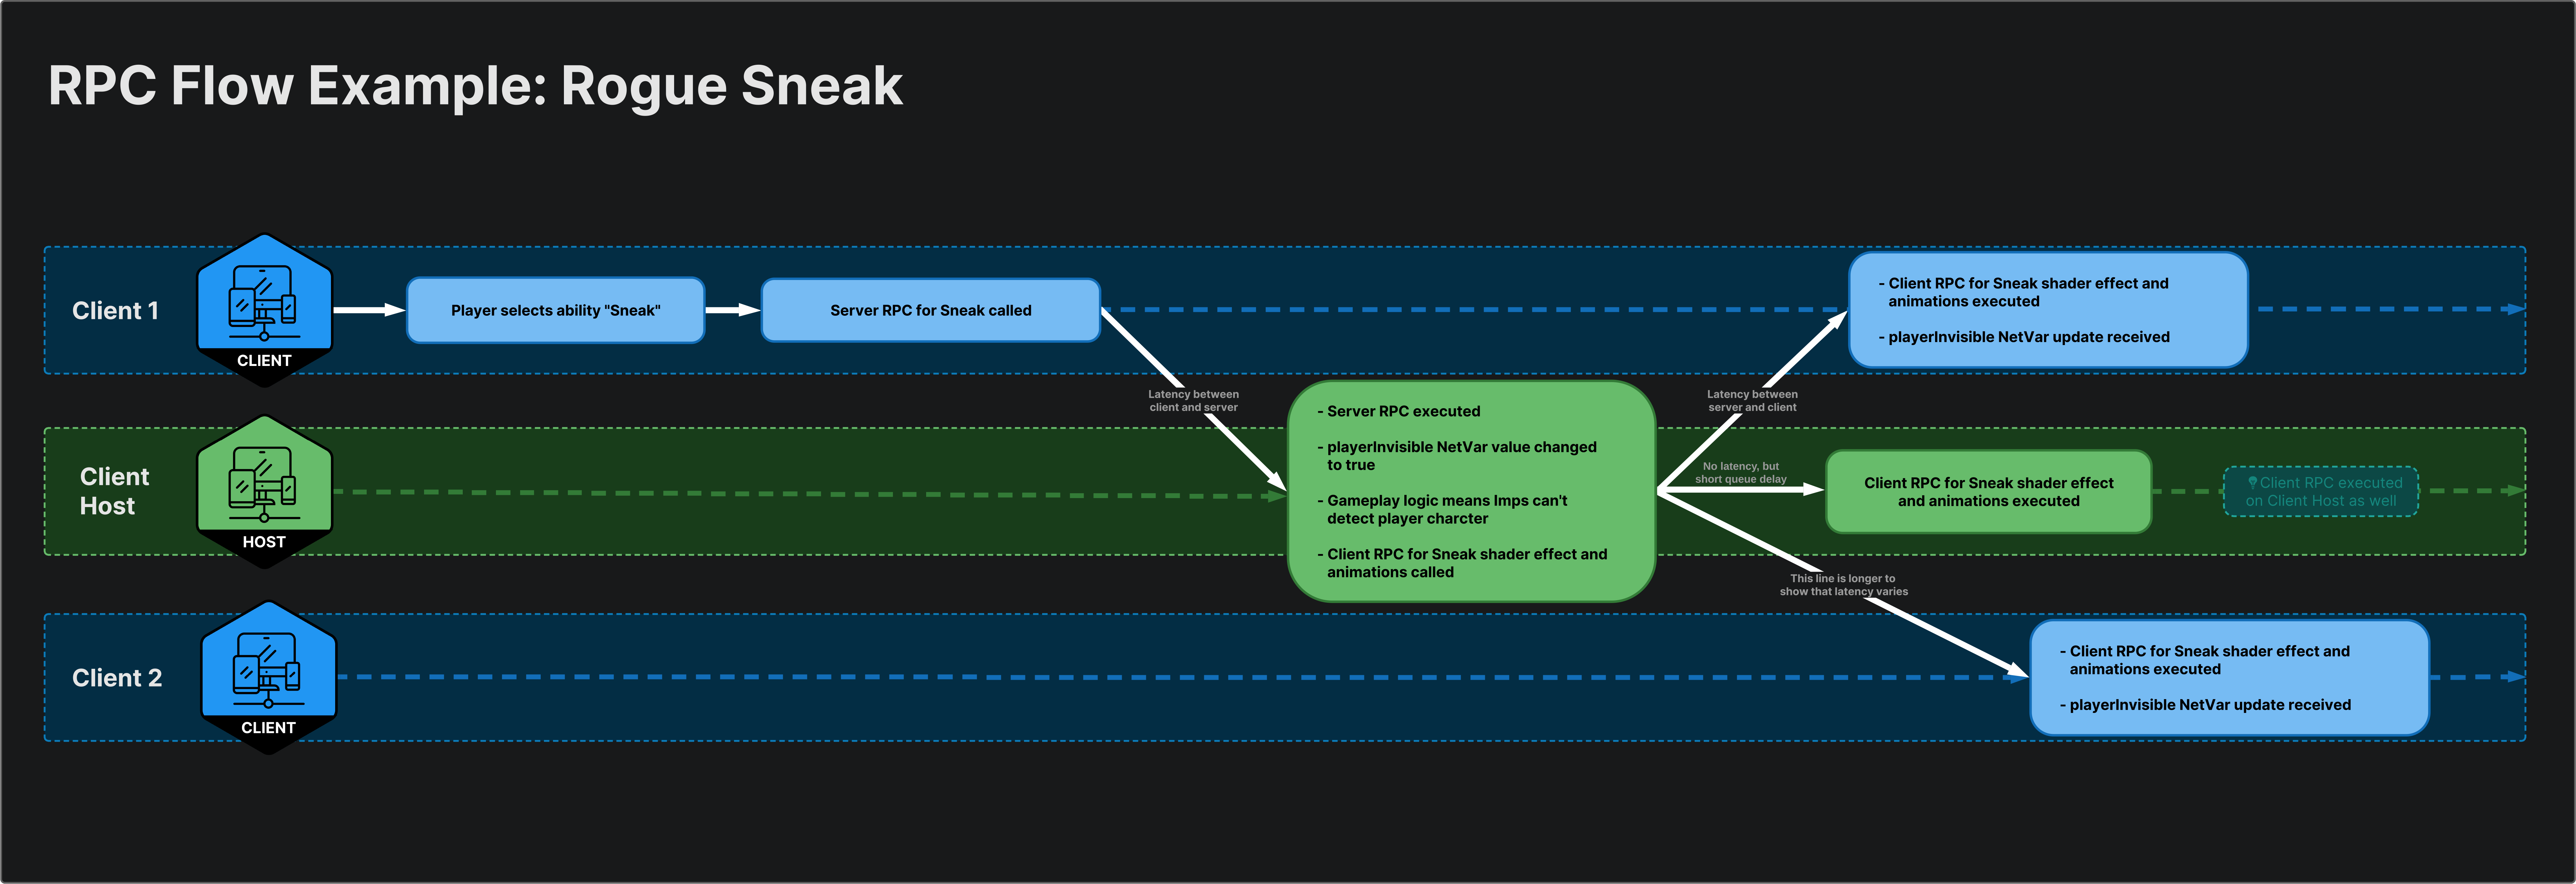 RPC Flow Example: Rogue Sneak
Client 1
CLIENT
Player selects ability "Sneak"
Server RPC for Sneak called
- Client RPC for Sneak shader effect and
animations executed
- playerInvisible NetVar update received
Latency between
client and server
Latency between
server and client
Client
Host
HOST
- Server RPC executed
- playerInvisible NetVar value changed
to true
- Gameplay logic means Imps can't
detect player charcter
- Client RPC for Sneak shader effect and
animations called
No latency, but
short queue delay
Client RPC for Sneak shader effect
and animations executed
Client RPC executed
on Client Host as well
This line is longer to
show that latency varies
Client 2
CLIENT
- Client RPC for Sneak shader effect and
animations executed
- playerInvisible NetVar update received